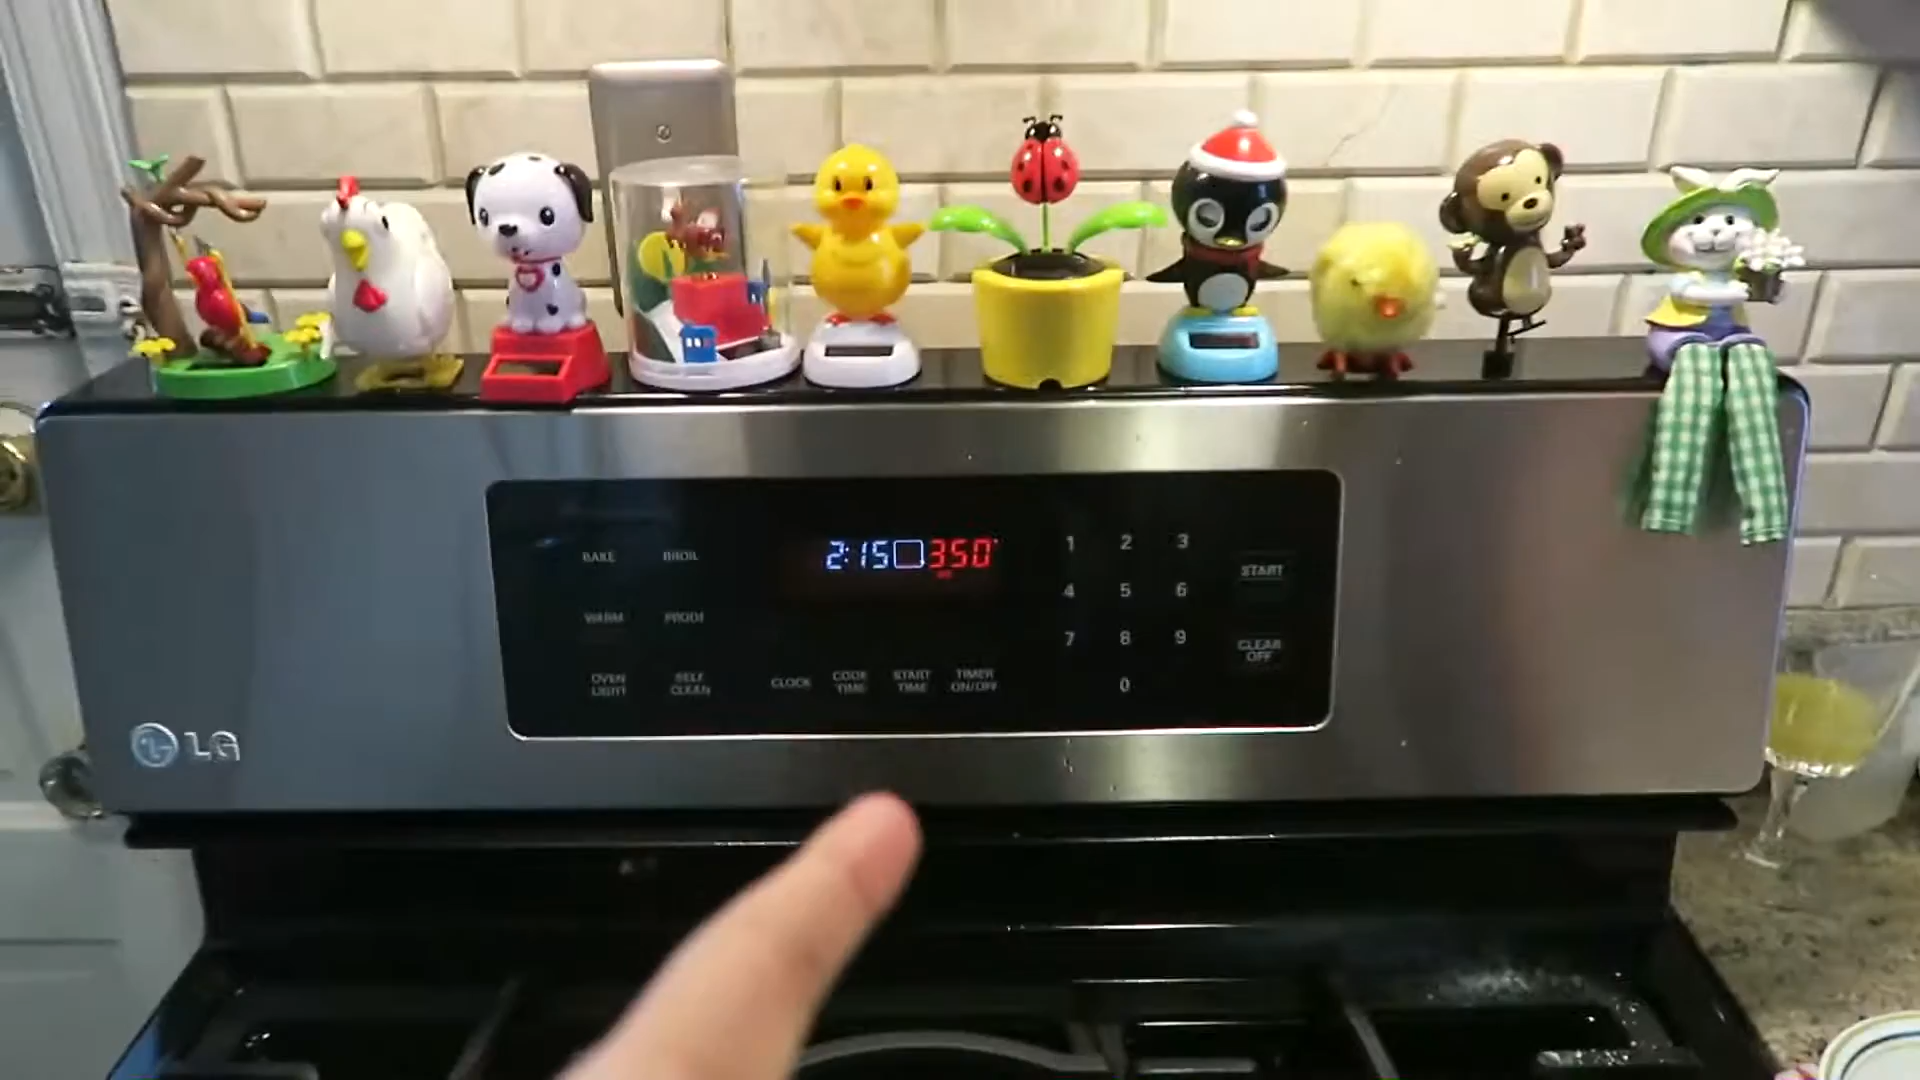 2:15 350°
BAKE BROIL
1 2 3
START
4 5 6
WARM PROOF
7 8 9
CLEAR
OFF
OVEN
LIGHT
SELF
CLEAN
CLOCK
COOK
TIME
START
TIME
TIMER
ON/OFF
0
LG